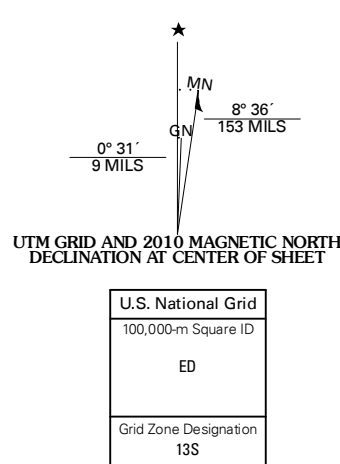 ★
MN
8° 36´
153 MILS
GN
0° 31´
9 MILS
UTM GRID AND 2010 MAGNETIC NORTH
DECLINATION AT CENTER OF SHEET
U.S. National Grid
100,000-m Square ID
ED
Grid Zone Designation
13S